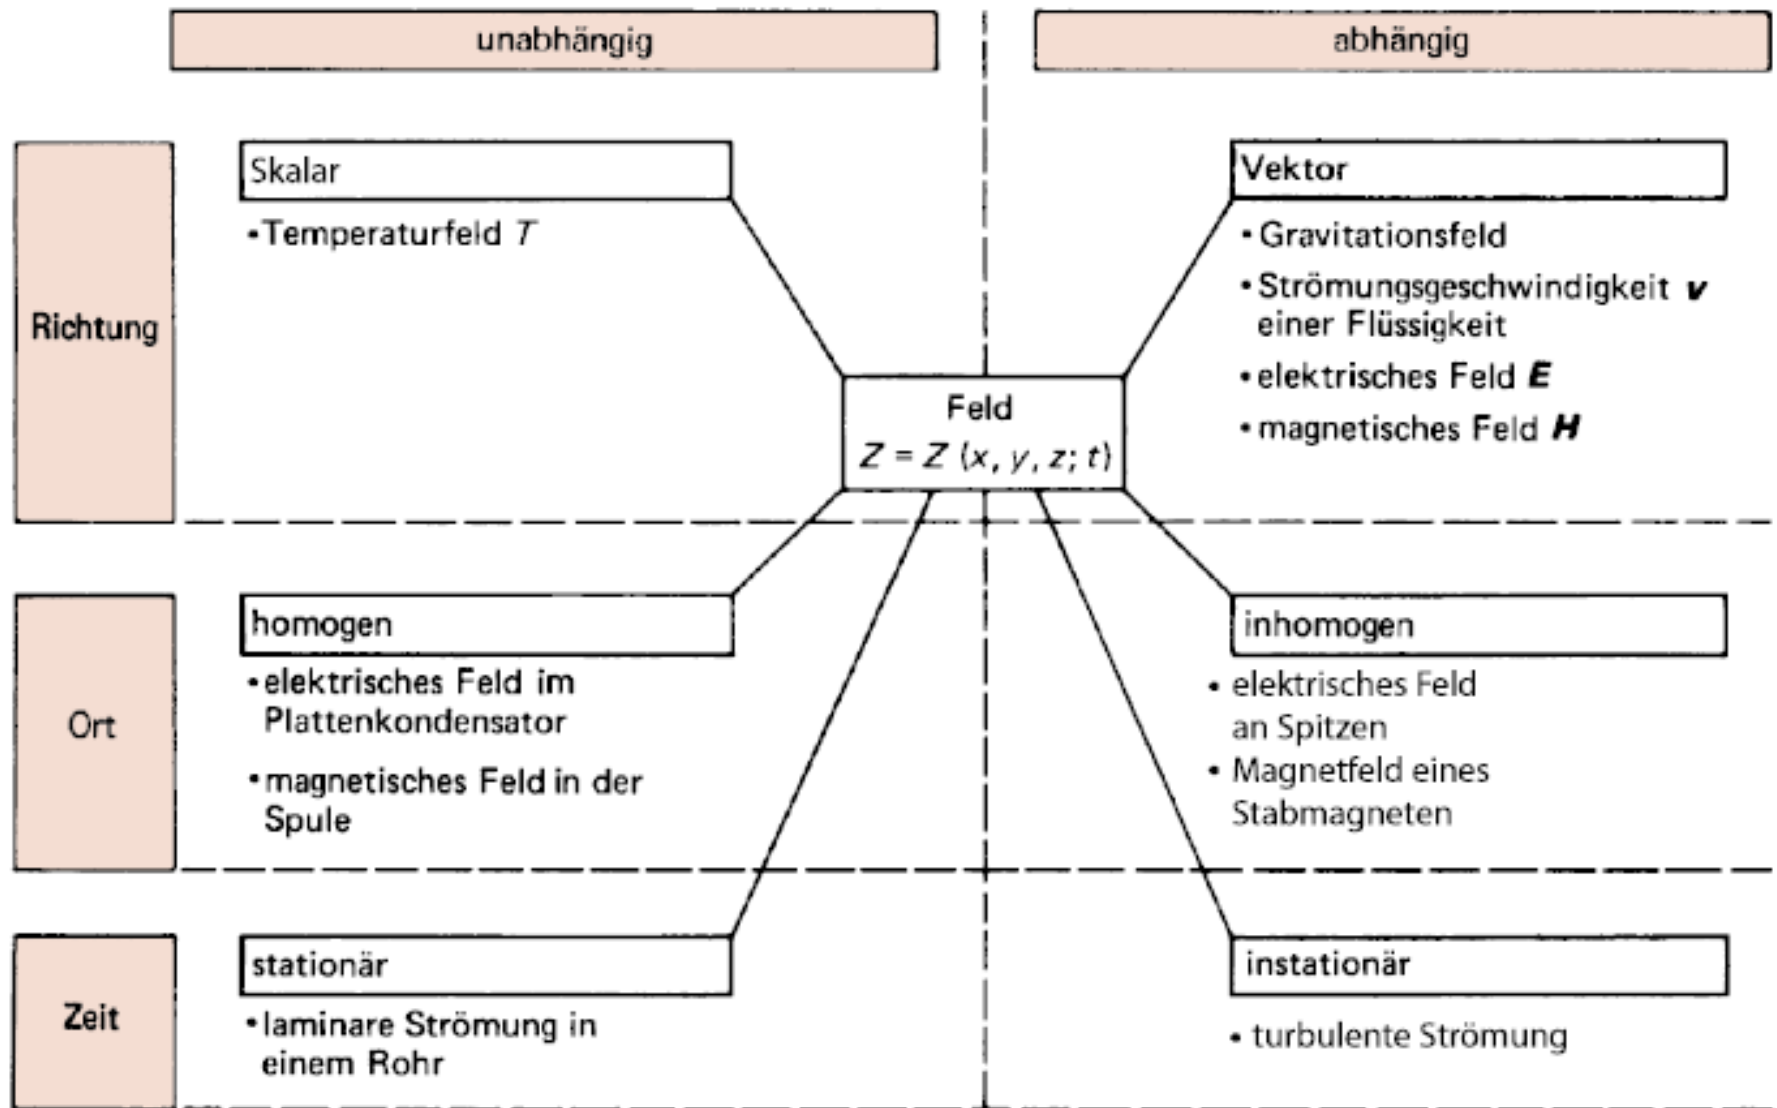 unabhängig
abhängig
Richtung
Skalar
•Temperaturfeld T
Vektor
•Gravitationsfeld
•Strömungsgeschwindigkeit v
einer Flüssigkeit
•elektrisches Feld E
•magnetisches Feld H
Feld
Z = Z (x, y, z; t)
Ort
homogen
•elektrisches Feld im
Plattenkondensator
•magnetisches Feld in der
Spule
inhomogen
• elektrisches Feld
an Spitzen
• Magnetfeld eines
Stabmagneten
Zeit
stationär
•laminare Strömung in
einem Rohr
instationär
• turbulente Strömung